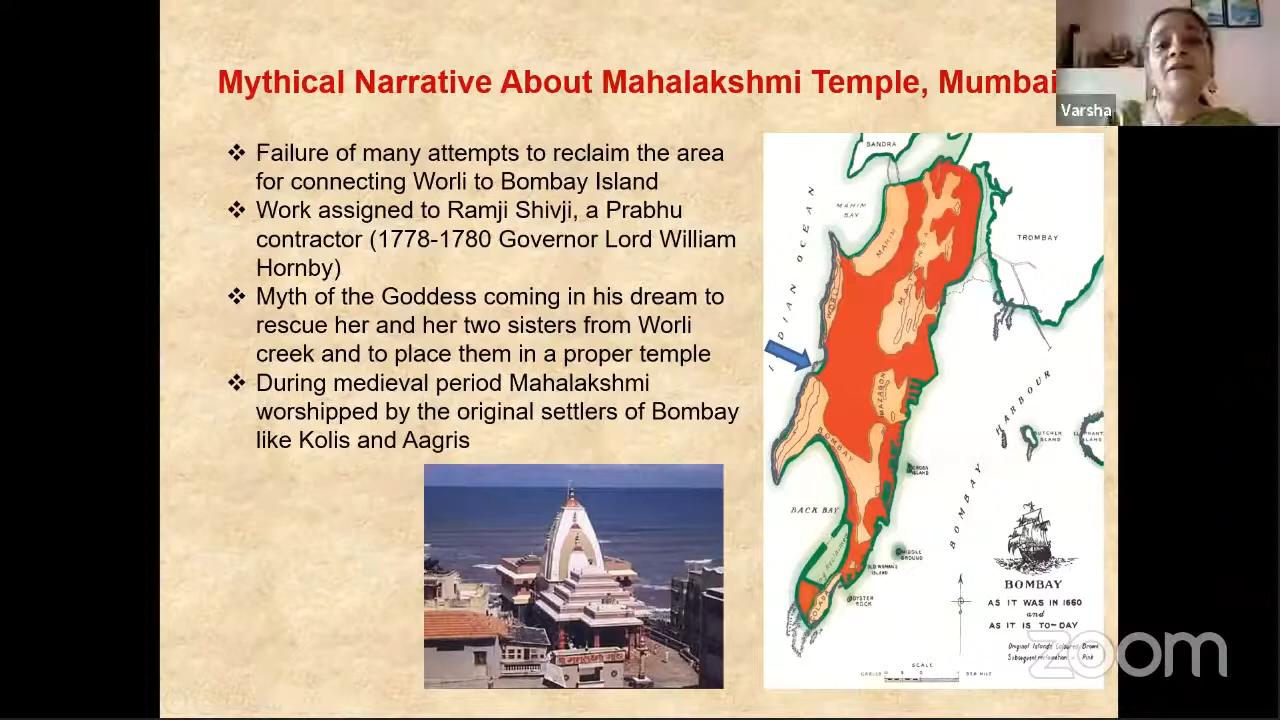 Mythical Narrative About Mahalakshmi Temple, Mumbai
Varsha
❖ Failure of many attempts to reclaim the area
for connecting Worli to Bombay Island
❖ Work assigned to Ramji Shivji, a Prabhu
contractor (1778-1780 Governor Lord William
Hornby)
❖ Myth of the Goddess coming in his dream to
rescue her and her two sisters from Worli
creek and to place them in a proper temple
❖ During medieval period Mahalakshmi
worshipped by the original settlers of Bombay
like Kolis and Aagris
BANDRA
MAHIM
BAY
INDIAN OCEAN
MAHIM
TROMBAY
WORLI
MAZAGON
BOMBAY
HARBOUR
BUTCHER
ISLAND
CROSS
ISLAND
BOMBAY
BACK BAY
MIDDLE
GROUND
OLD WOMAN'S
ISLAND
OYSTER
ROCK
COLABA
BOMBAY
AS IT WAS IN 1660
and
AS IT IS TO-DAY
Original Islands Coloured Brown
Subsequent reclamation - Pink
SCALE
SEA MILE
zoom